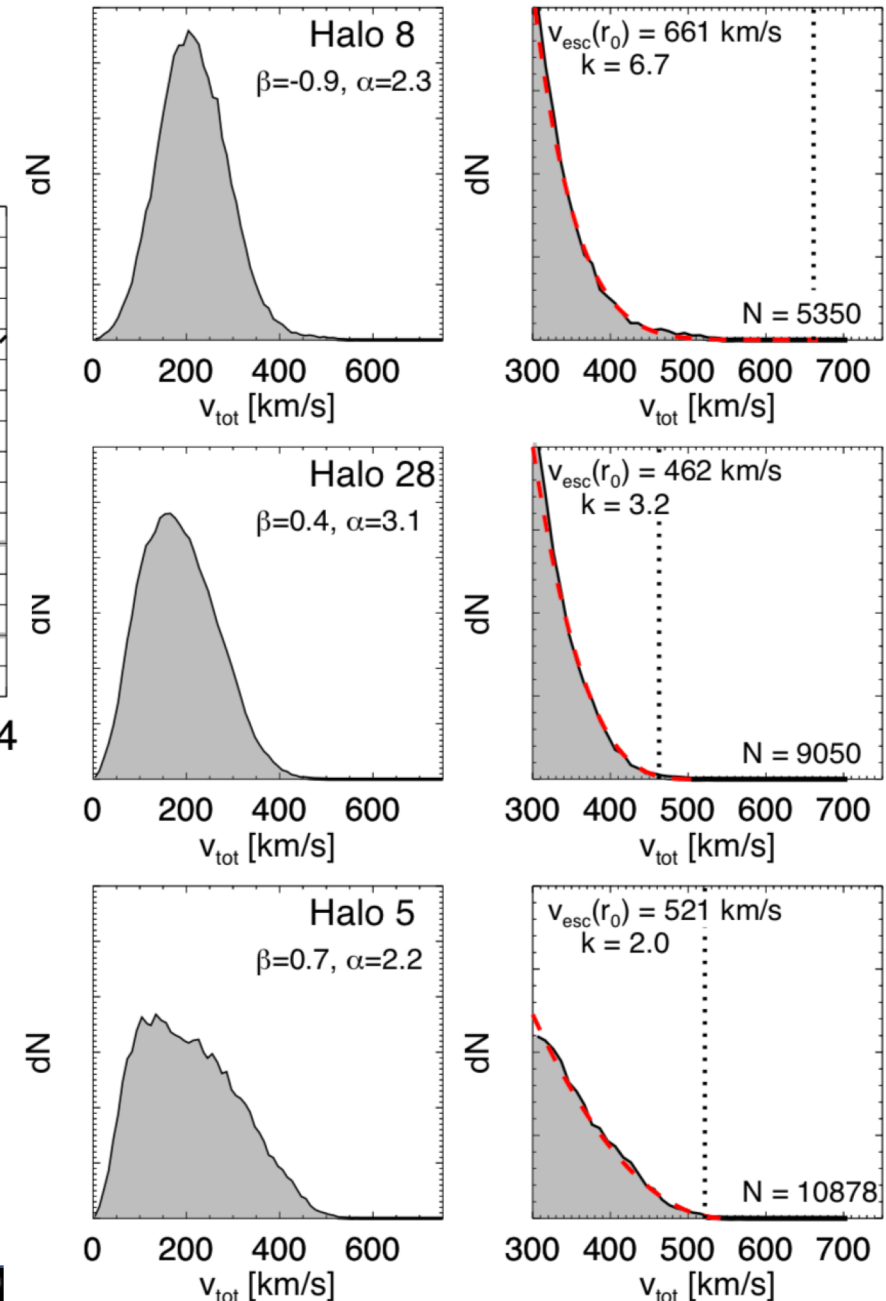 Halo 8
β=-0.9, α=2.3
dN
0 200 400 600
v_tot [km/s]
v_esc(r_0) = 661 km/s
k = 6.7
N = 5350
dN
300 400 500 600 700
v_tot [km/s]
Halo 28
β=0.4, α=3.1
dN
0 200 400 600
v_tot [km/s]
v_esc(r_0) = 462 km/s
k = 3.2
N = 9050
dN
300 400 500 600 700
v_tot [km/s]
4
Halo 5
β=0.7, α=2.2
dN
0 200 400 600
v_tot [km/s]
v_esc(r_0) = 521 km/s
k = 2.0
N = 10878
dN
300 400 500 600 700
v_tot [km/s]